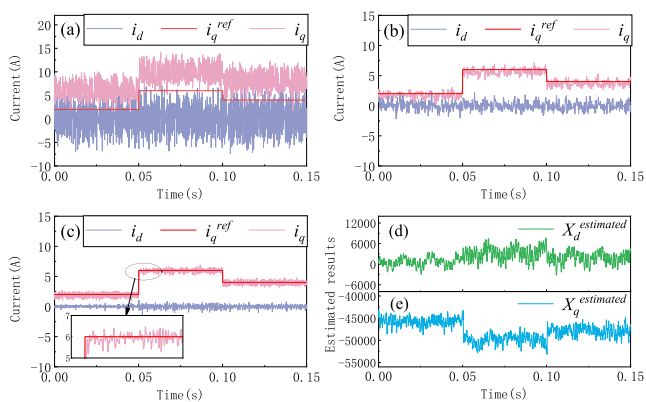 (a) i_d i_q^ref i_q
Current(A)
20
15
10
5
0
-5
-10
0.00 0.05 0.10 0.15
Time(s)
(b) i_d i_q^ref i_q
Current(A)
15
10
5
0
-5
-10
0.00 0.05 0.10 0.15
Time(s)
(c) i_d i_q^ref i_q
Current(A)
15
10
5
0
-5
-10
7
6
5
0.00 0.05 0.10 0.15
Time(s)
(d) X_d^estimated
Estimated results
12000
6000
0
-6000
(e) X_q^estimated
-40000
-45000
-50000
-55000
0.00 0.05 0.10 0.15
Time(s)